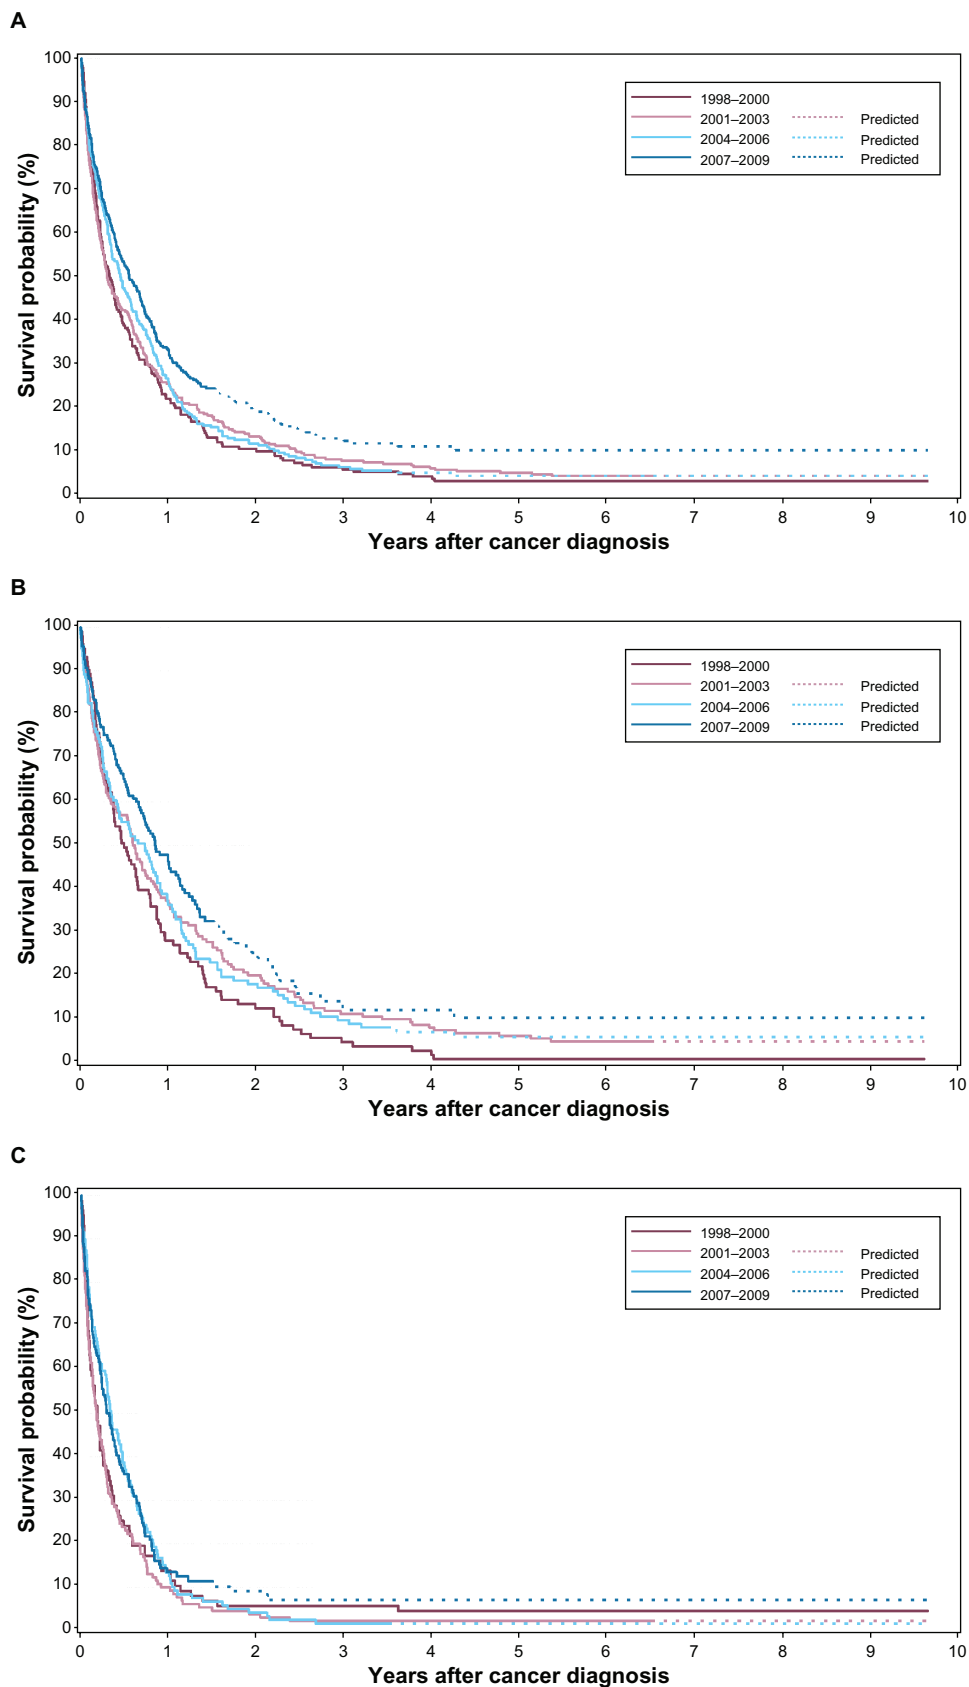 A
Survival probability (%)
100
90
80
70
60
50
40
30
20
10
0
1998–2000
2001–2003 Predicted
2004–2006 Predicted
2007–2009 Predicted
0 1 2 3 4 5 6 7 8 9 10
Years after cancer diagnosis
B
Survival probability (%)
100
90
80
70
60
50
40
30
20
10
0
1998–2000
2001–2003 Predicted
2004–2006 Predicted
2007–2009 Predicted
0 1 2 3 4 5 6 7 8 9 10
Years after cancer diagnosis
C
Survival probability (%)
100
90
80
70
60
50
40
30
20
10
0
1998–2000
2001–2003 Predicted
2004–2006 Predicted
2007–2009 Predicted
0 1 2 3 4 5 6 7 8 9 10
Years after cancer diagnosis